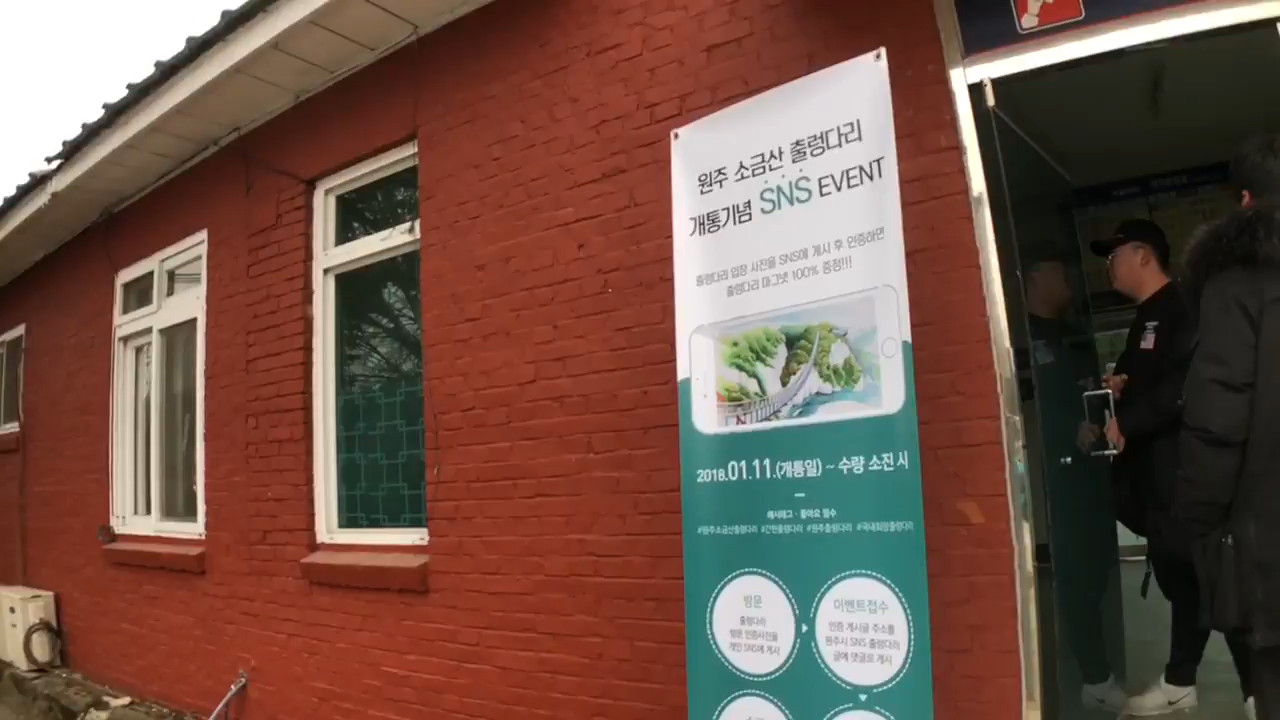 원주 소금산 출렁다리
개통기념 SNS EVENT
출렁다리 입장 사진을 SNS에 게시 후 인증하면
출렁다리 마그넷 100% 증정!!!
2018.01.11.(개통일) ~ 수량 소진 시
해시태그 · 좋아요 필수
#원주소금산출렁다리 #간현출렁다리 #원주출렁다리 #국내최장출렁다리
방문
출렁다리
방문 인증사진을
개인 SNS에 게시
이벤트접수
인증 게시글 주소를
원주시 SNS 출렁다리
글에 댓글로 게시